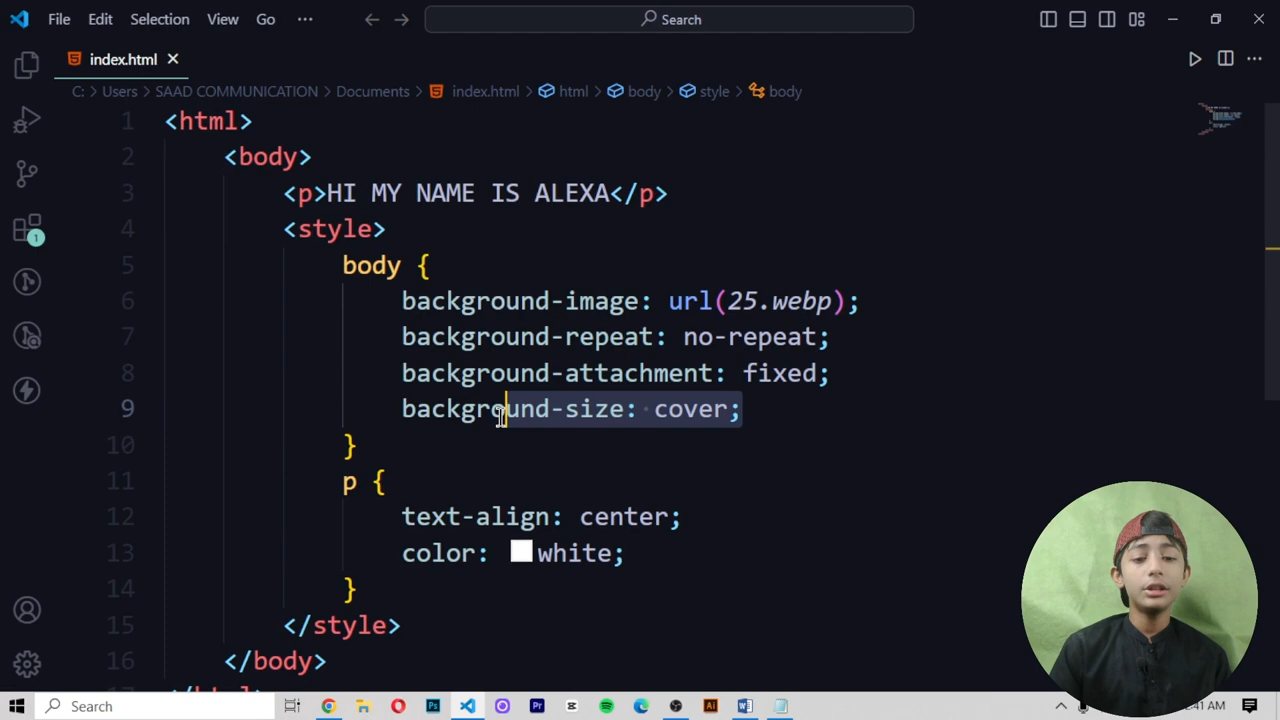 File Edit Selection View Go ··· Search
index.html
C: > Users > SAAD COMMUNICATION > Documents > index.html > html > body > style > body
1 <html>
2 <body>
3 <p>HI MY NAME IS ALEXA</p>
4 <style>
5 body {
6 background-image: url(25.webp);
7 background-repeat: no-repeat;
8 background-attachment: fixed;
9 background-size: cover;
10 }
11 p {
12 text-align: center;
13 color: white;
14 }
15 </style>
16 </body>
1
Search
:41 AM